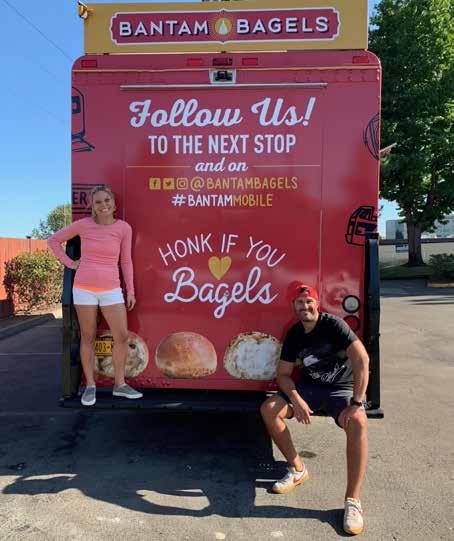 BANTAM BAGELS
Follow Us!
TO THE NEXT STOP
and on
@BANTAMBAGELS
#BANTAMMOBILE
HONK IF YOU
Bagels